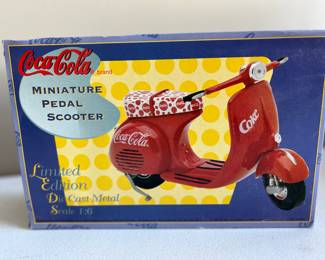 Coca-Cola
brand
MINIATURE
PEDAL
SCOOTER
Coke
Coca-Cola
Limited
Edition
Die Cast Metal
Scale 1:6